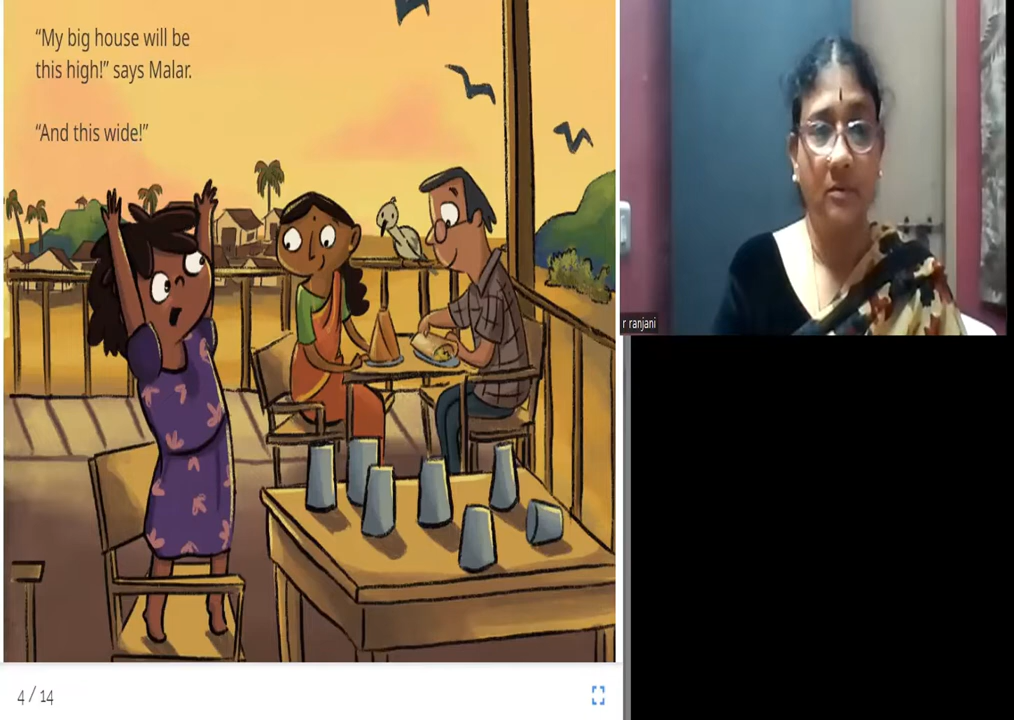 “My big house will be
this high!” says Malar.
“And this wide!”
r ranjani
4 / 14